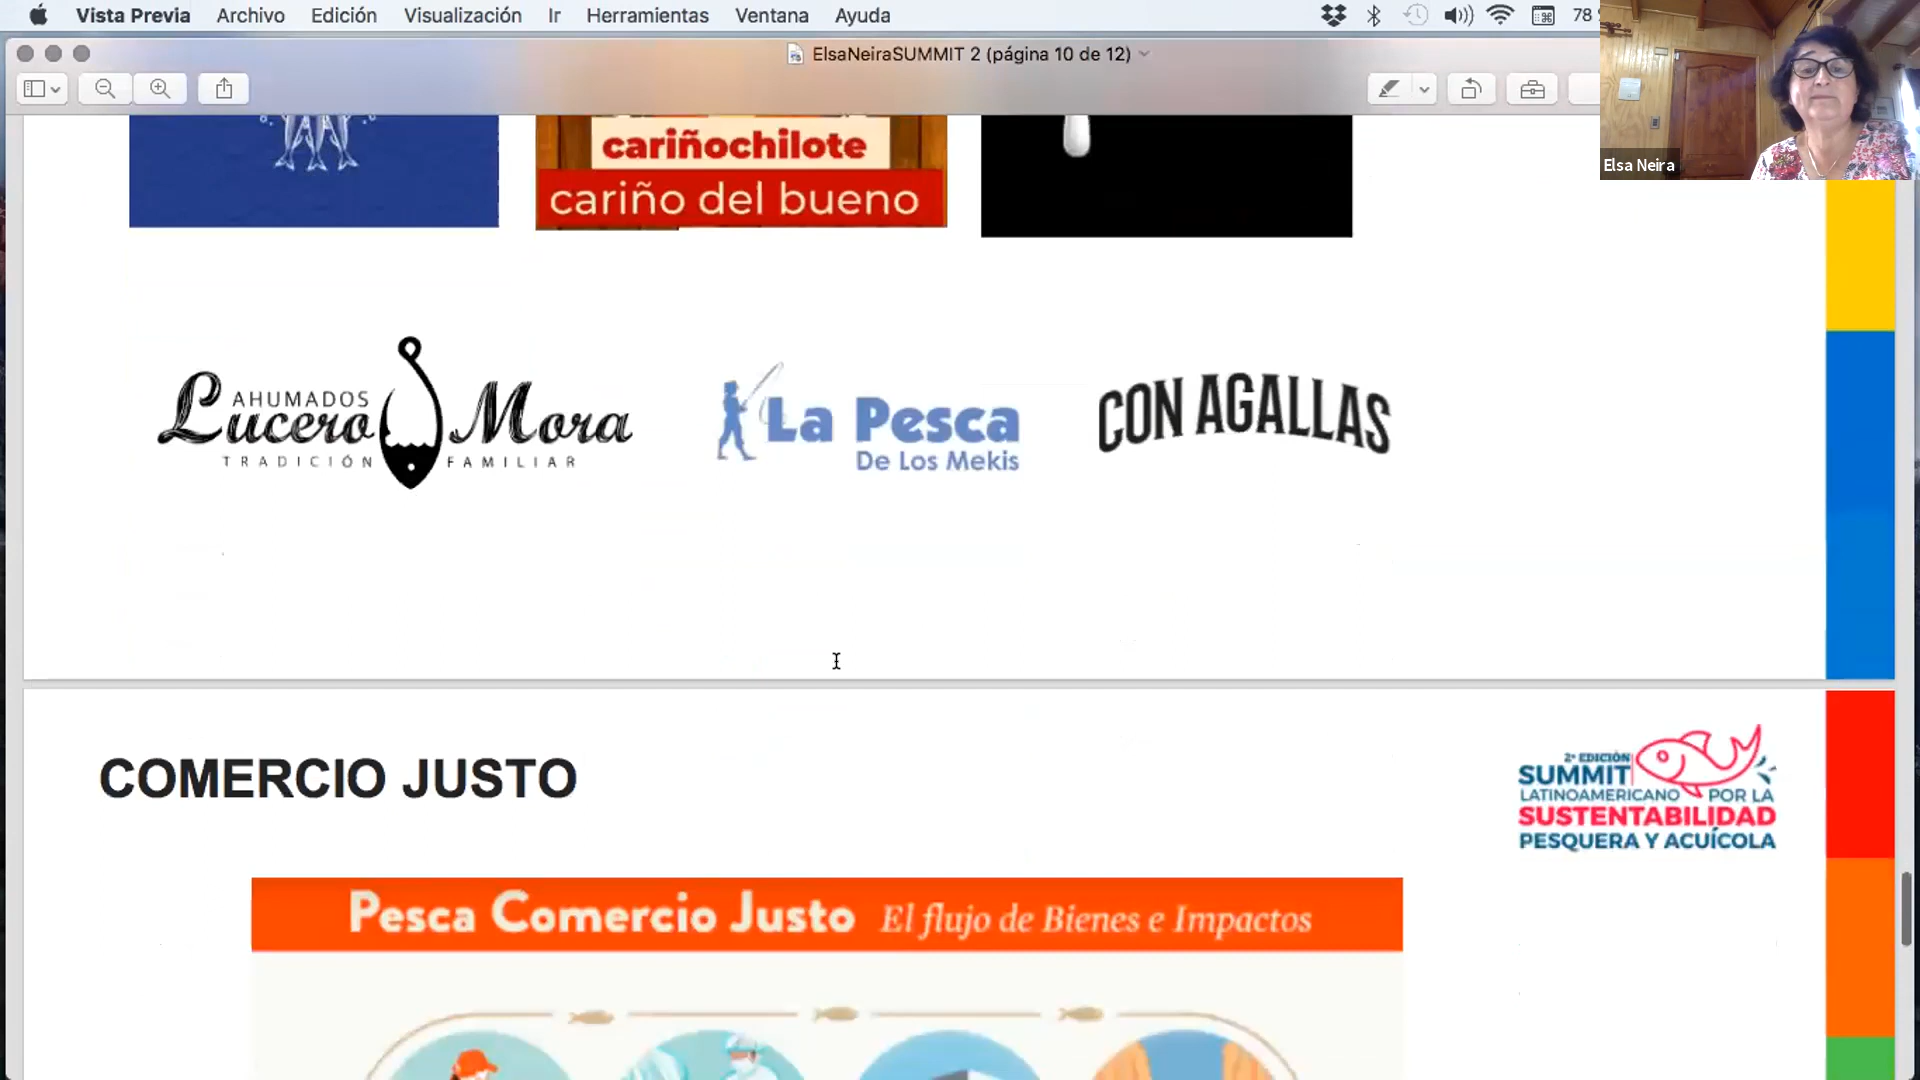 Vista Previa Archivo Edición Visualización Ir Herramientas Ventana Ayuda
78
ElsaNeiraSUMMIT 2 (página 10 de 12)
Elsa Neira
cariñochilote
cariño del bueno
AHUMADOS
Lucero Mora
TRADICIÓN FAMILIAR
La Pesca
De Los Mekis
CON AGALLAS
COMERCIO JUSTO
2ª EDICIÓN
SUMMIT
LATINOAMERICANO POR LA
SUSTENTABILIDAD
PESQUERA Y ACUÍCOLA
Pesca Comercio Justo El flujo de Bienes e Impactos